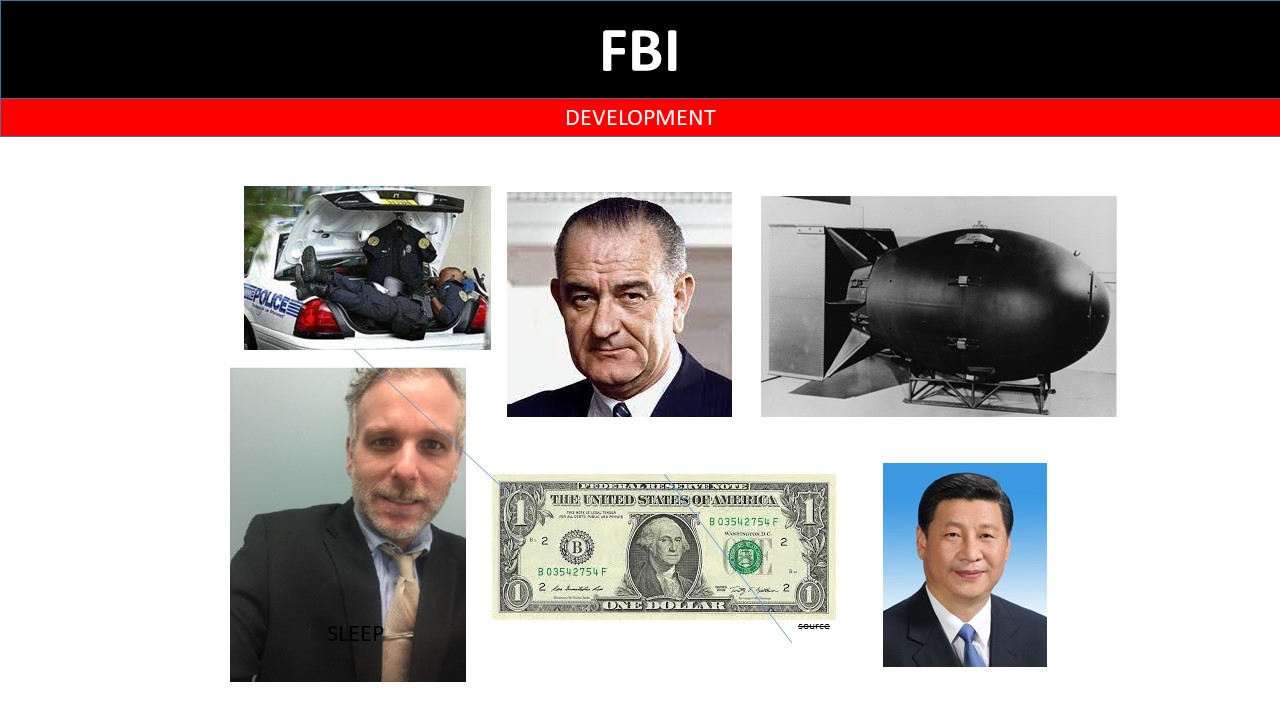 FBI
DEVELOPMENT
POLICE
FEDERAL RESERVE NOTE
THE UNITED STATES OF AMERICA
THIS NOTE IS LEGAL TENDER
FOR ALL DEBTS, PUBLIC AND PRIVATE
B 03542754 F
WASHINGTON, D.C.
2
2
B
B 03542754 F
2
2
1
1
1
1
ONE DOLLAR
source
SLEEP